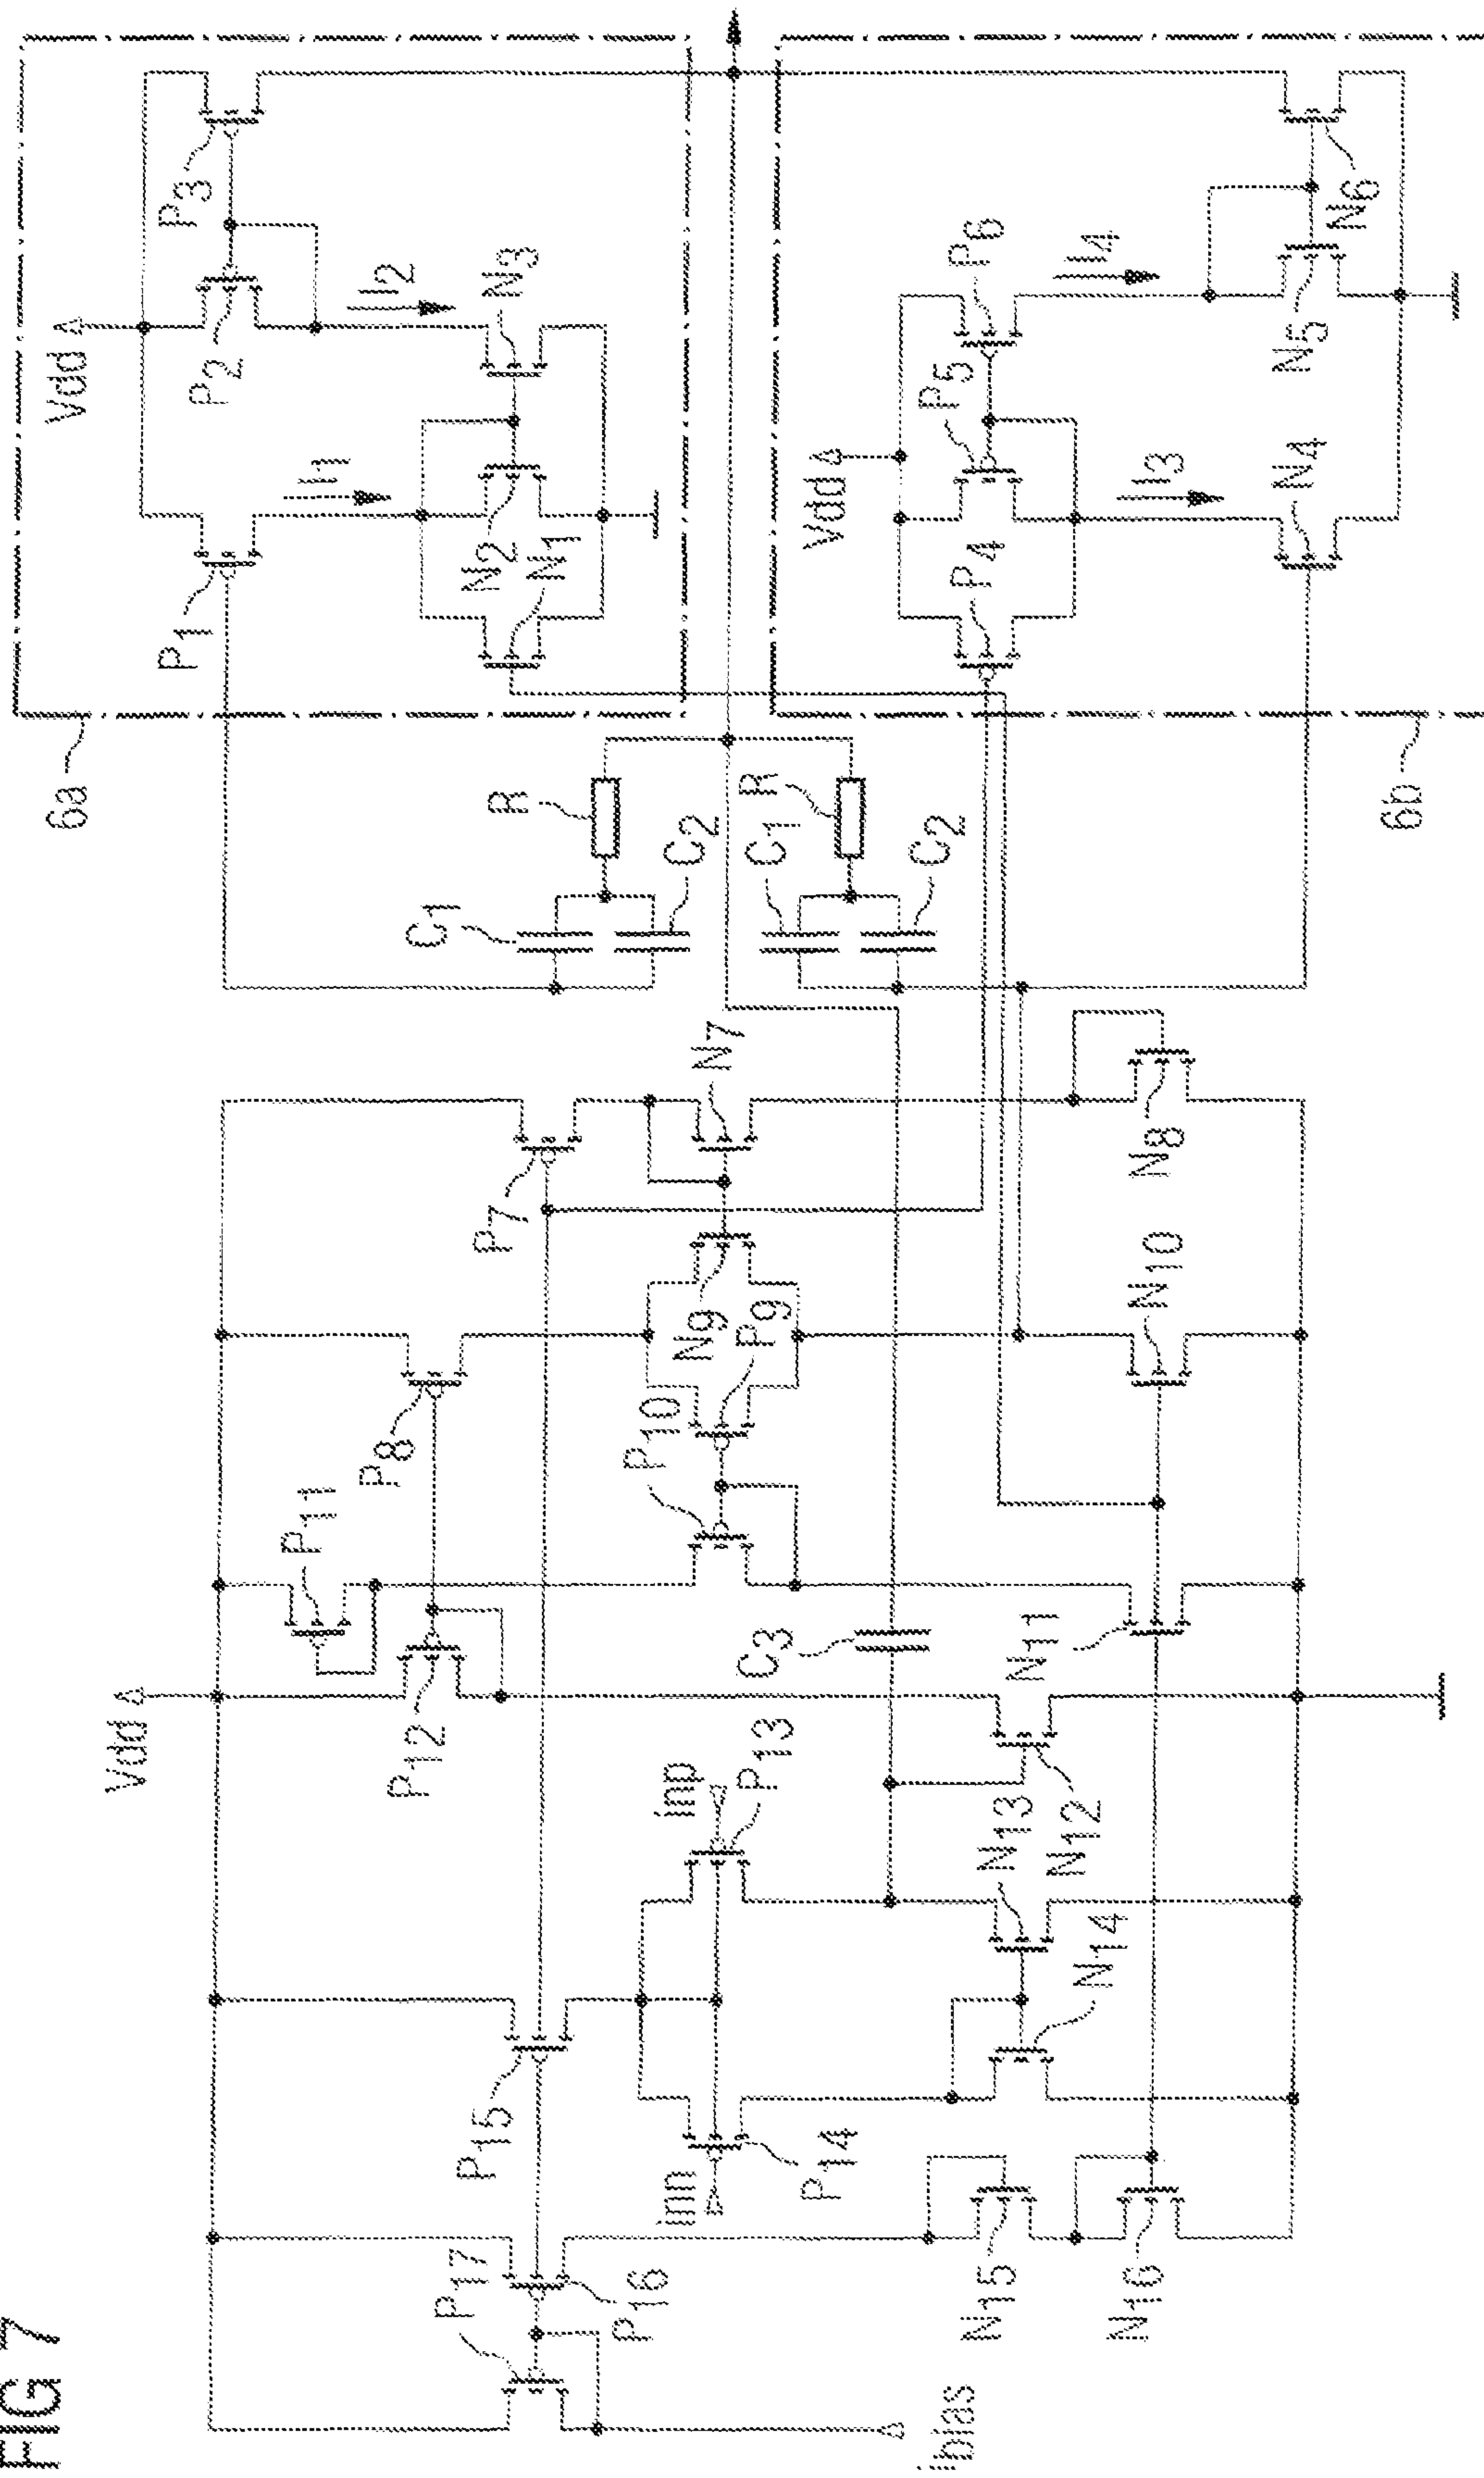 FIG 7
Vdd
P3
P2
I2
N3
P1
I1
N2
N1
6a
Vdd
P6
P5
I4
N6
N5
P4
I3
N4
6b
R
C1
C2
R
C1
C2
P7
N7
N8
P8
N9
P9
N10
P11
P10
C3
N11
Vdd
P12
inp
P13
N13
N12
P15
inn
P14
N14
P17
P16
N15
N16
ibias